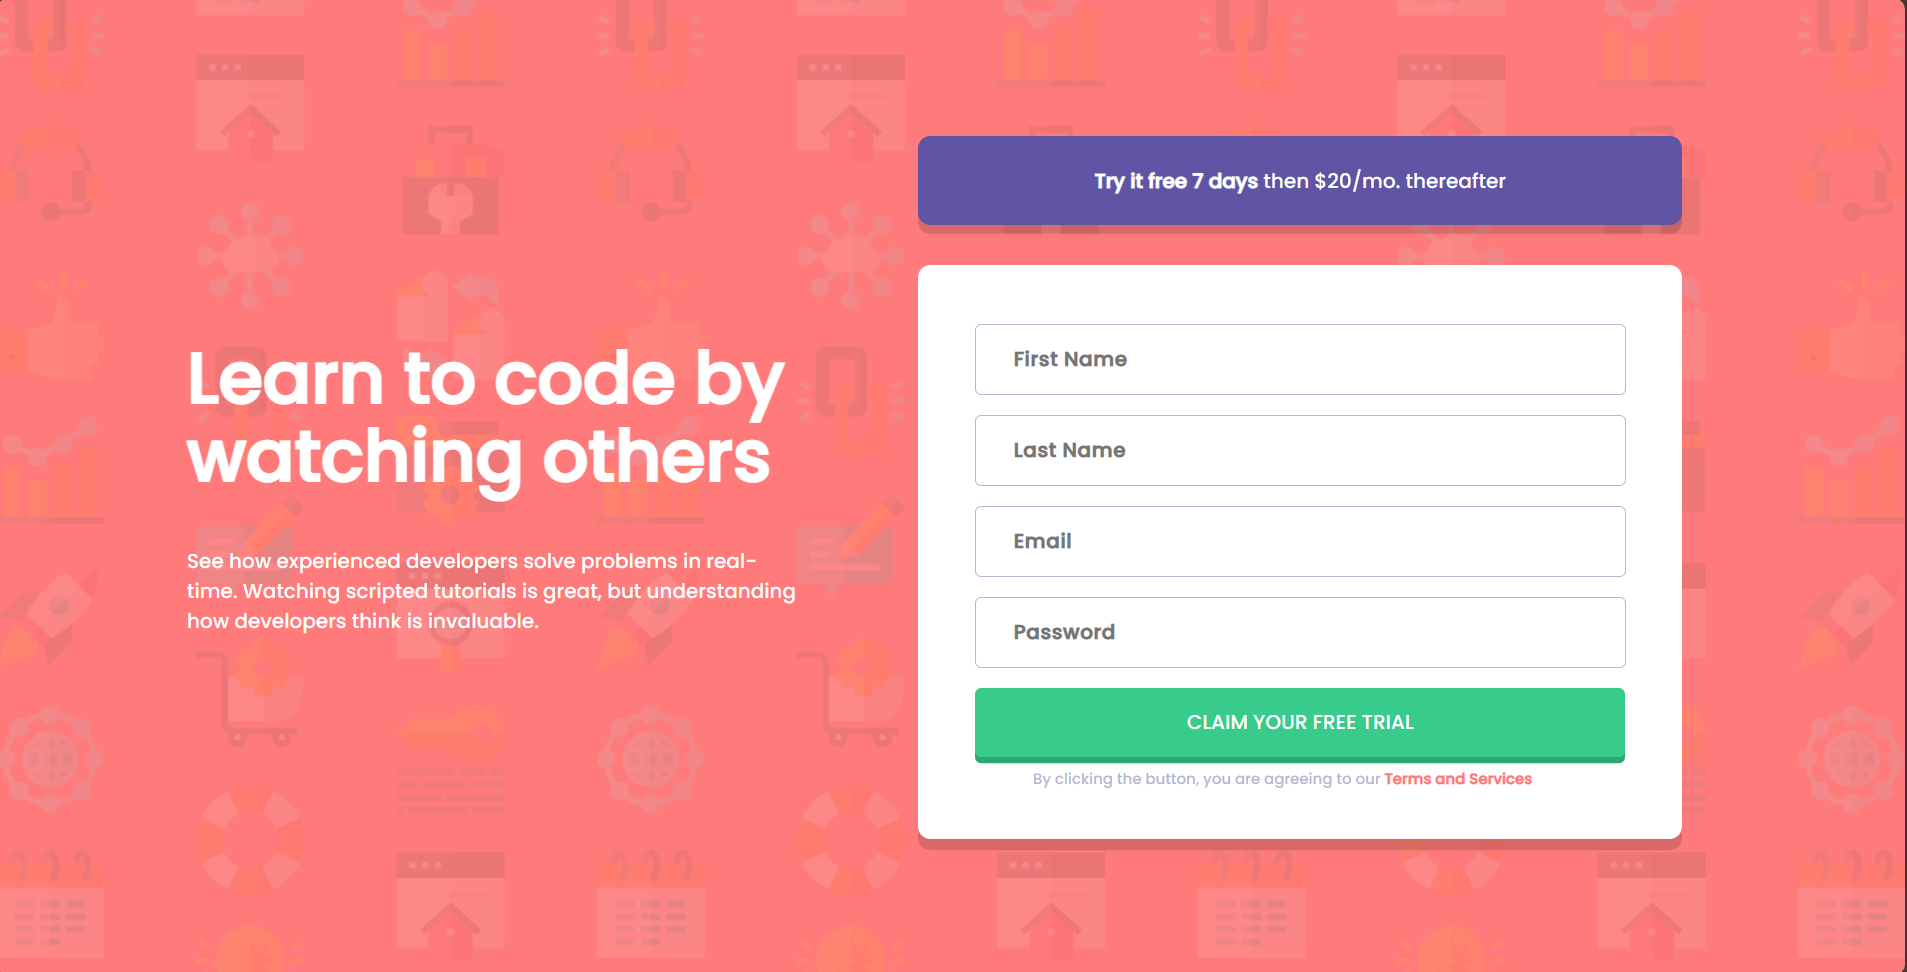 Learn to code by
watching others
See how experienced developers solve problems in real-
time. Watching scripted tutorials is great, but understanding
how developers think is invaluable.
Try it free 7 days then $20/mo. thereafter
First Name
Last Name
Email
Password
CLAIM YOUR FREE TRIAL
By clicking the button, you are agreeing to our Terms and Services